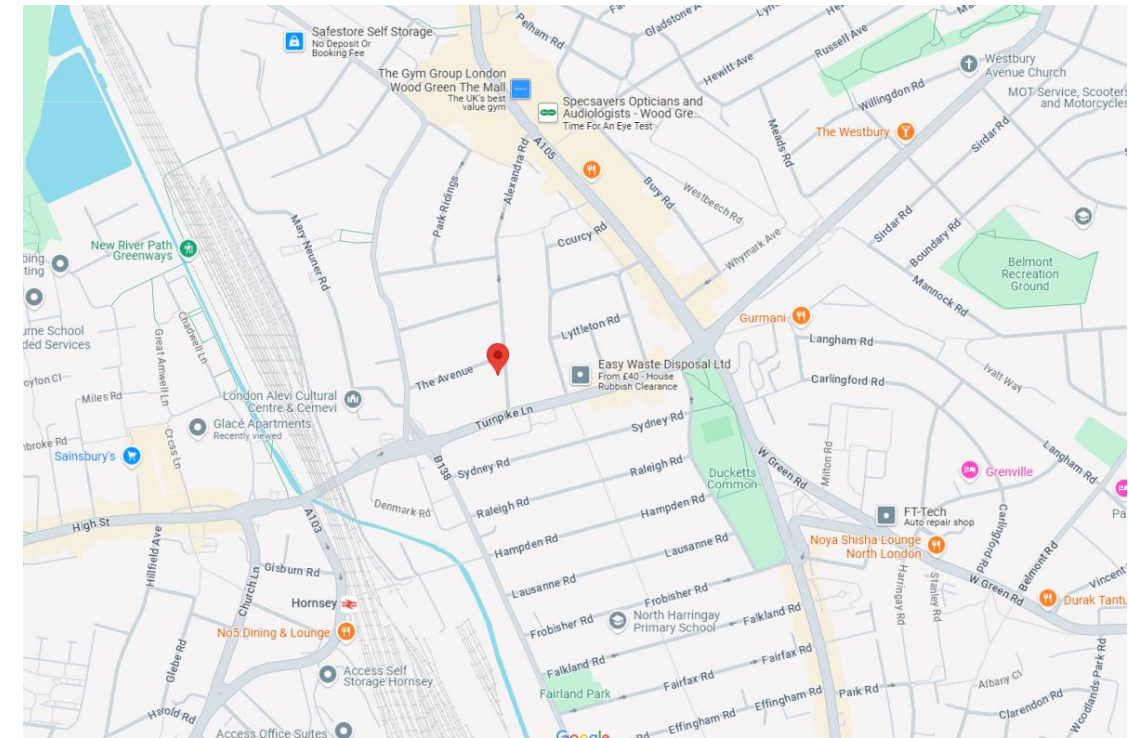 Safestore Self Storage
No Deposit Or
Booking Fee
Pelham Rd
Gladstone A
Hewitt Ave
Russell Ave
Westbury
Avenue Church
The Gym Group London
Wood Green The Mall
The UK's best
value gym
Specsavers Opticians and
Audiologists - Wood Gre...
Time For An Eye Test
Willingdon Rd
MOT Service, Scooters
and Motorcycles
The Westbury
Sirdar Rd
Meads Rd
A105
Alexandra Rd
Park Ridings
Bury Rd
Westbeech Rd
Mary Neuner Rd
Courcy Rd
Whymark Ave
Sirdar Rd
Boundary Rd
New River Path
- Greenways
Belmont
Recreation
Ground
Mannock Rd
Gurmani
Langham Rd
Lyttleton Rd
Chadwell Ln
Great Amwell Ln
Easy Waste Disposal Ltd
From £40 - House
Rubbish Clearance
Ivatt Way
The Avenue
Carlingford Rd
Miles Rd
London Alevi Cultural
Centre & Cemevi
Turnpike Ln
Glacé Apartments
Recently viewed
Sydney Rd
Cross Ln
Sainsbury's
B138
Sydney Rd
Raleigh Rd
Ducketts
Common
W Green Rd
Milton Rd
Langham Rd
Grenville
Denmark Rd
Raleigh Rd
Hampden Rd
High St
A103
FT-Tech
Auto repair shop
Carlingford Rd
Hampden Rd
Lausanne Rd
Noya Shisha Lounge
North London
Hillfield Ave
Church Ln
Gisburn Rd
Lausanne Rd
Frobisher Rd
Harringay Rd
Stanley Rd
W Green Rd
Belmont Rd
Vincent
Hornsey
Frobisher Rd
North Harringay
Primary School
Falkland Rd
Durak Tantu
No5 Dining & Lounge
Glebe Rd
Falkland Rd
Fairfax Rd
Access Self
Storage Hornsey
Fairland Park
Fairfax Rd
Park Rd
Albany Cl
Woodlands Park Rd
Harold Rd
Effingham Rd
Clarendon Rd
Access Office Suites
Google
Effingham Rd